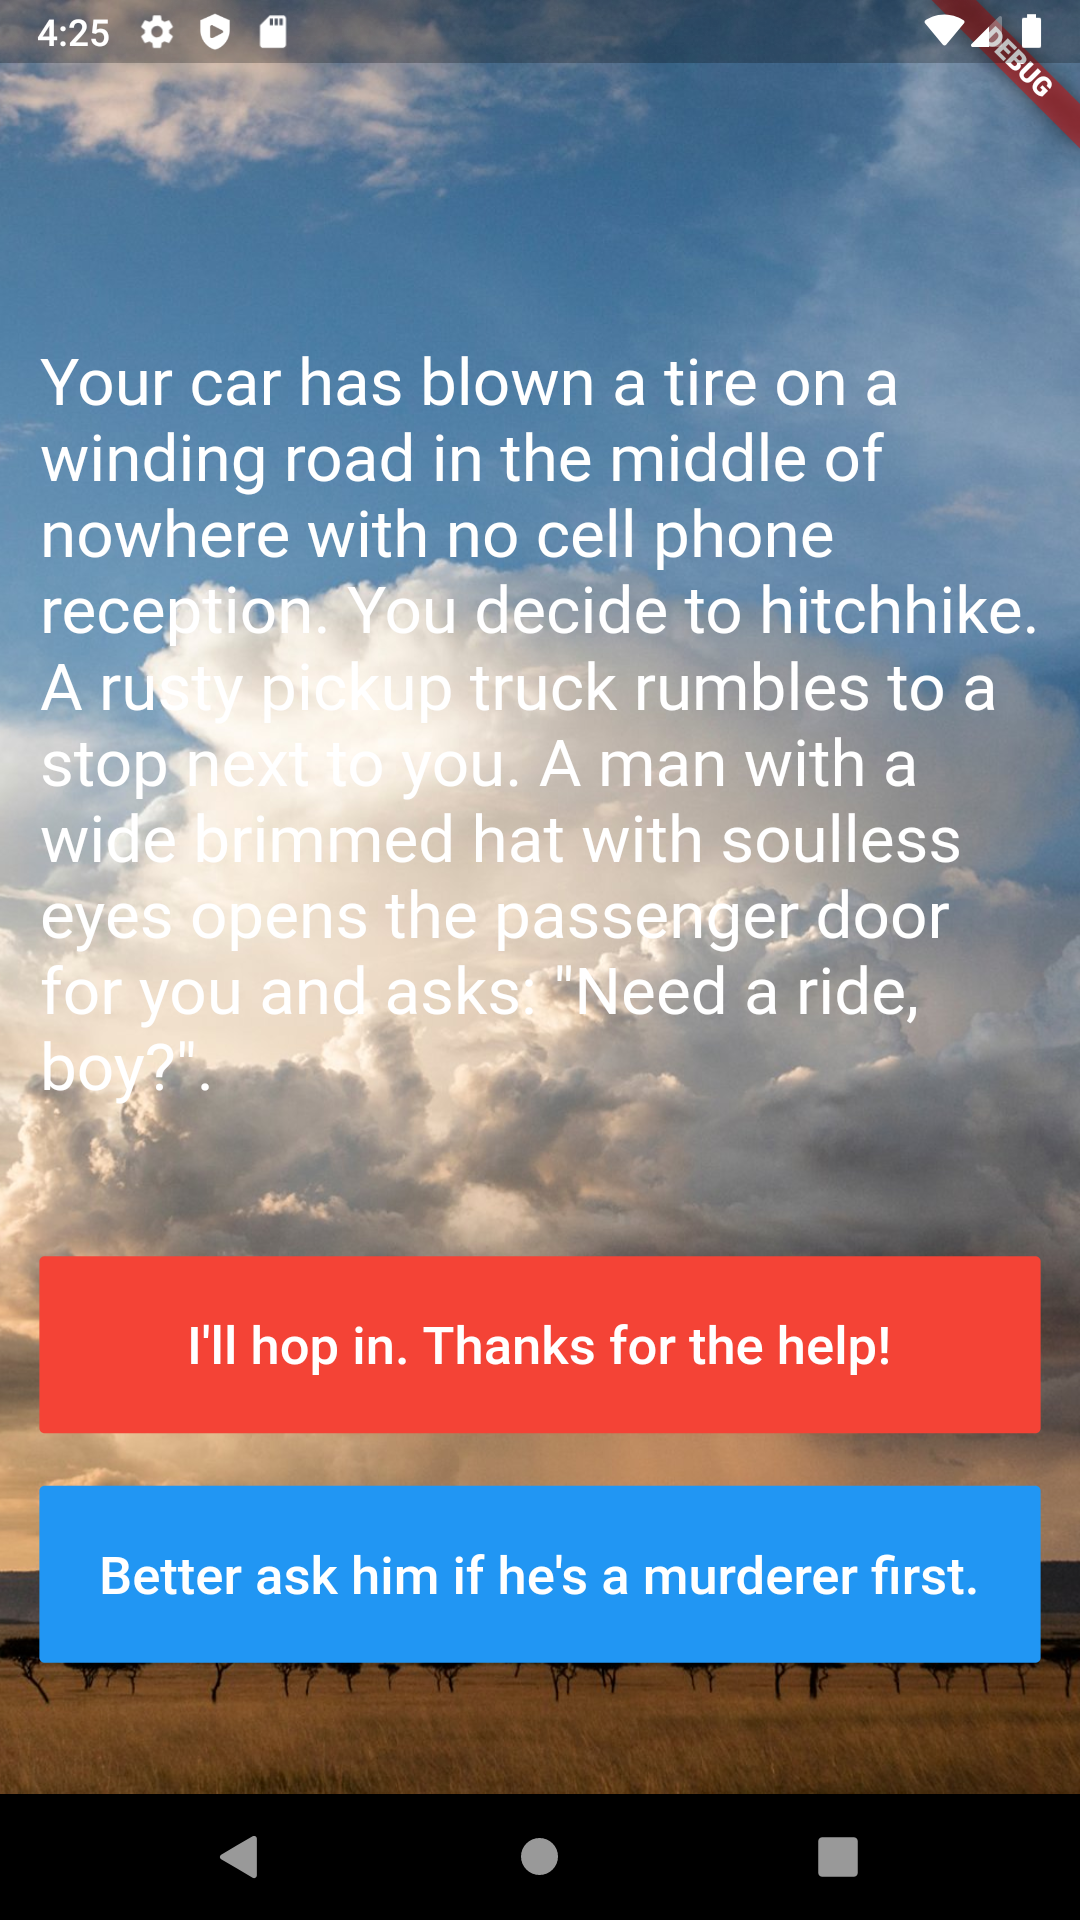 4:25
DEBUG
Your car has blown a tire on a
winding road in the middle of
nowhere with no cell phone
reception. You decide to hitchhike.
A rusty pickup truck rumbles to a
stop next to you. A man with a
wide brimmed hat with soulless
eyes opens the passenger door
for you and asks: "Need a ride,
boy?".
I'll hop in. Thanks for the help!
Better ask him if he's a murderer first.